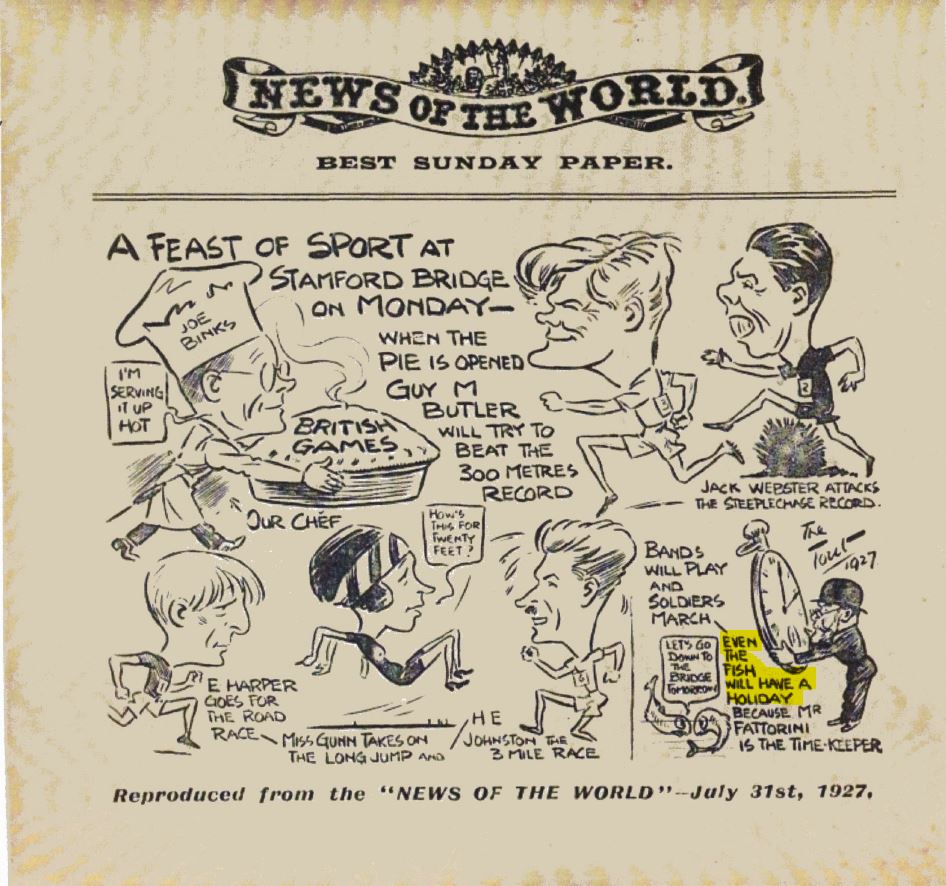 NEWS OF THE WORLD.
BEST SUNDAY PAPER.
A FEAST OF SPORT AT
STAMFORD BRIDGE
ON MONDAY—
WHEN THE
PIE IS OPENED
GUY M
BUTLER
WILL TRY TO
BEAT THE
300 METRES
RECORD
JOE
BINKS
I'M
SERVING
IT UP
HOT
BRITISH
GAMES
OUR CHEF
3
2
JACK WEBSTER ATTACKS
THE STEEPLECHASE RECORD.
HOW'S
THIS FOR
TWENTY
FEET?
E HARPER
GOES FOR
THE ROAD
RACE
MISS GUNN TAKES ON
THE LONG JUMP AND
H E
JOHNSTON THE
3 MILE RACE
BANDS
WILL PLAY
AND
SOLDIERS
MARCH
1927
LET'S GO
DOWN TO
THE
BRIDGE
TOMORROW
EVEN
THE
FISH
WILL HAVE A
HOLIDAY
BECAUSE MR
FATTORINI
IS THE TIME-KEEPER
Reproduced from the "NEWS OF THE WORLD"—July 31st, 1927.